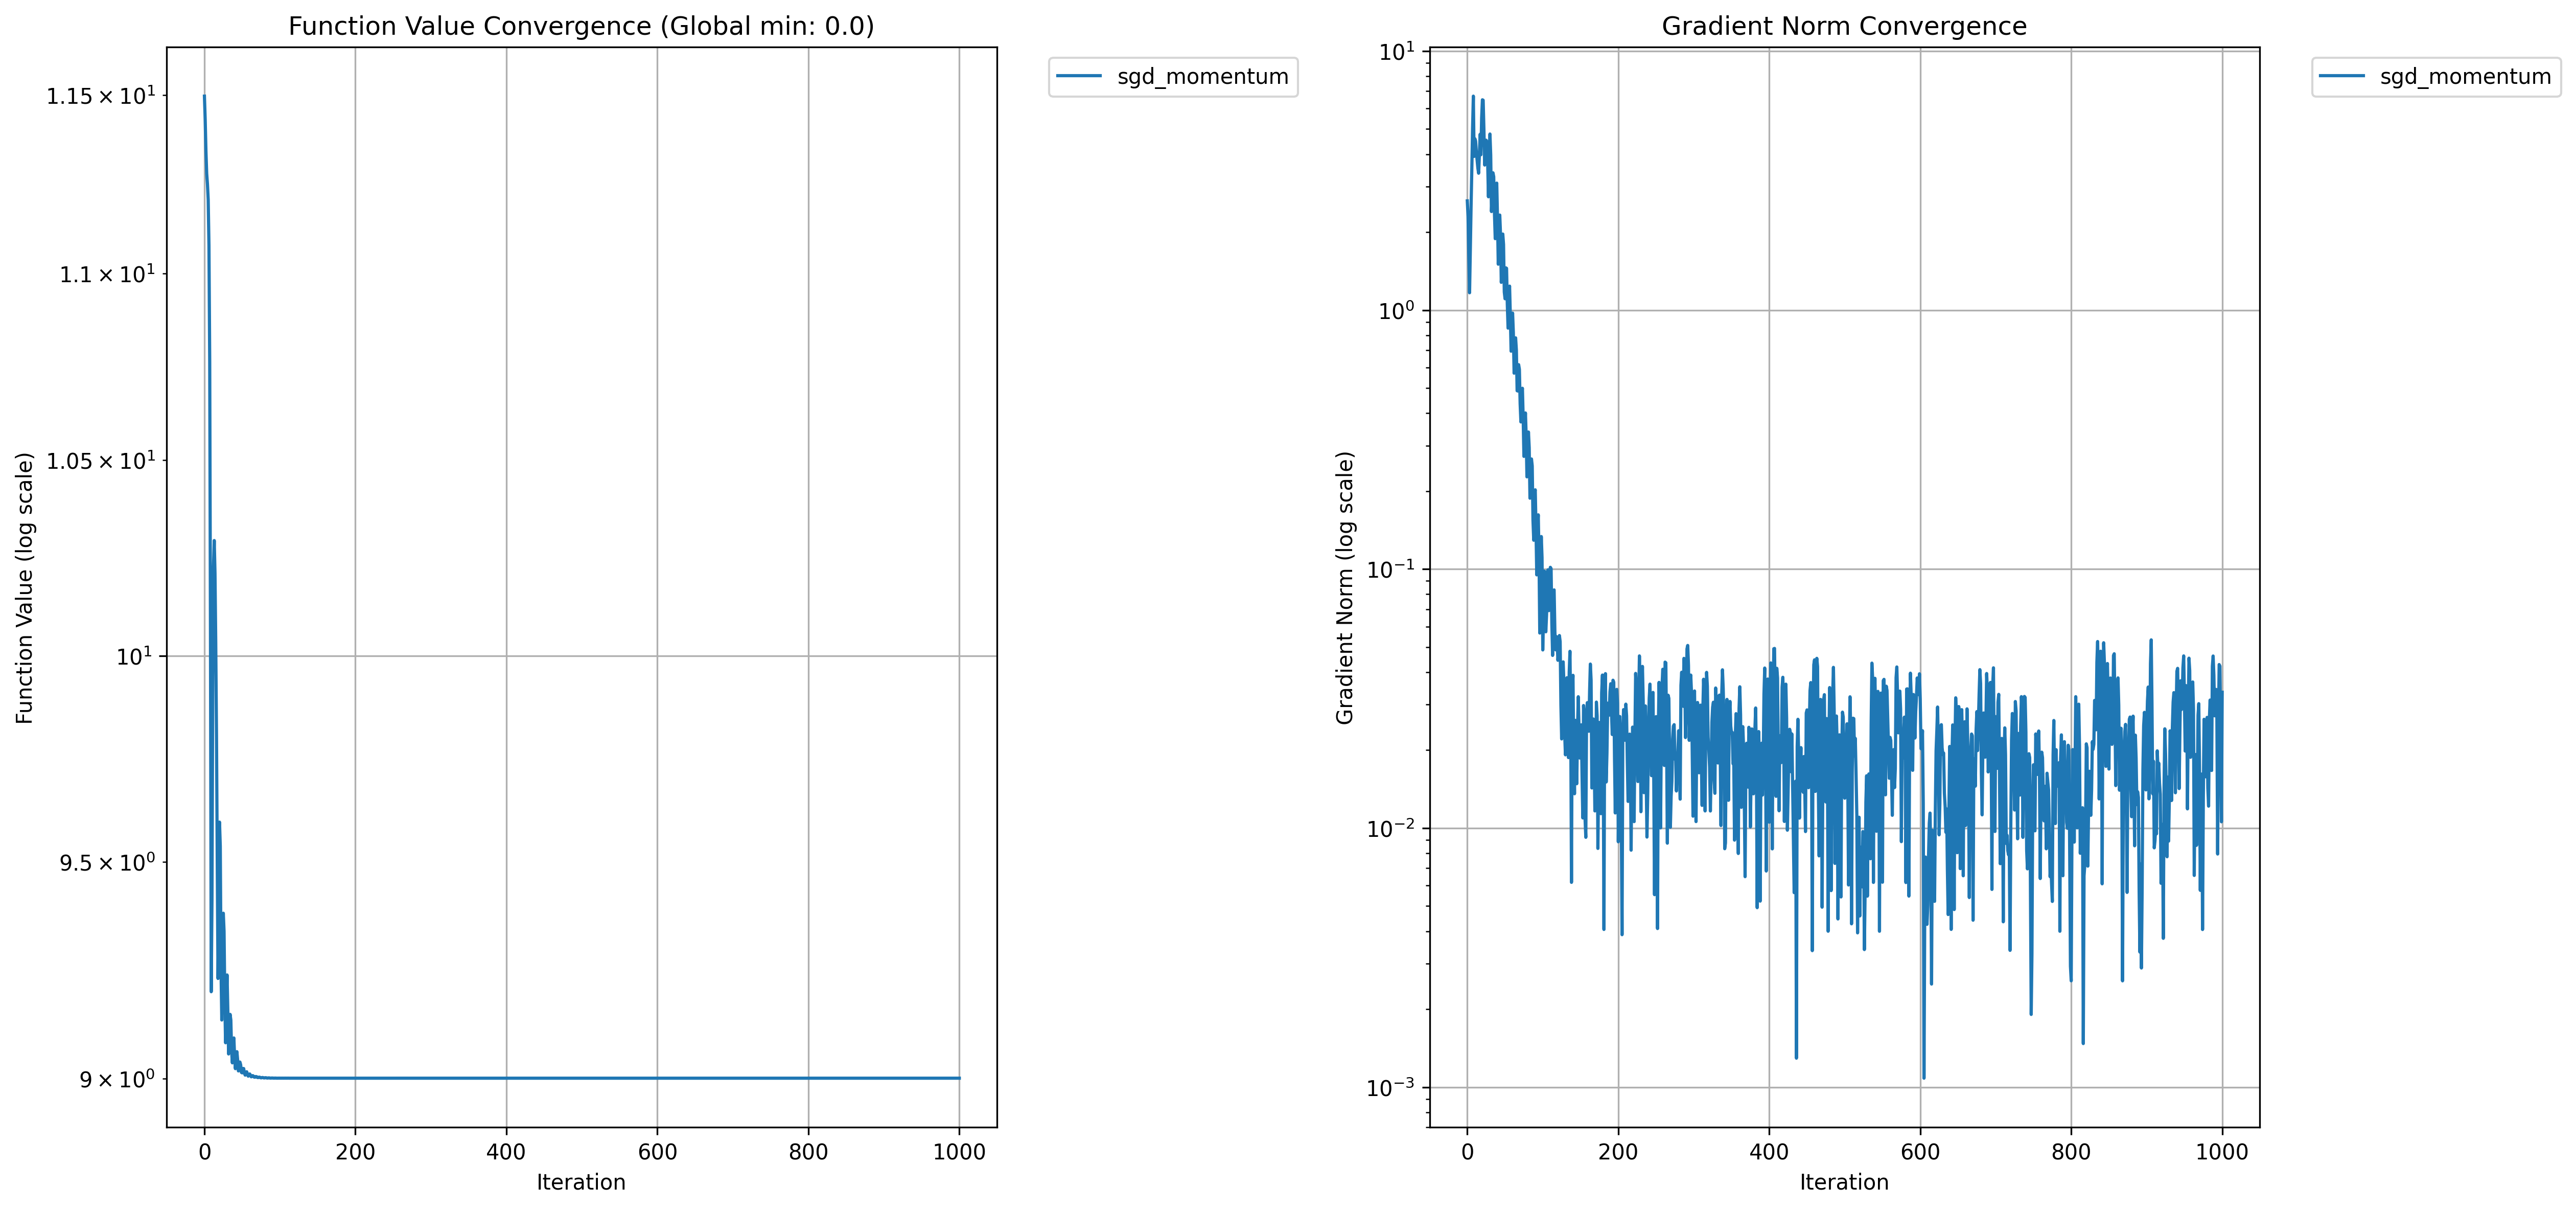 Function Value Convergence (Global min: 0.0)
sgd_momentum
1.15 × 10¹
1.1 × 10¹
1.05 × 10¹
10¹
9.5 × 10⁰
9 × 10⁰
Function Value (log scale)
0 200 400 600 800 1000
Iteration
Gradient Norm Convergence
sgd_momentum
10¹
10⁰
10⁻¹
10⁻²
10⁻³
Gradient Norm (log scale)
0 200 400 600 800 1000
Iteration